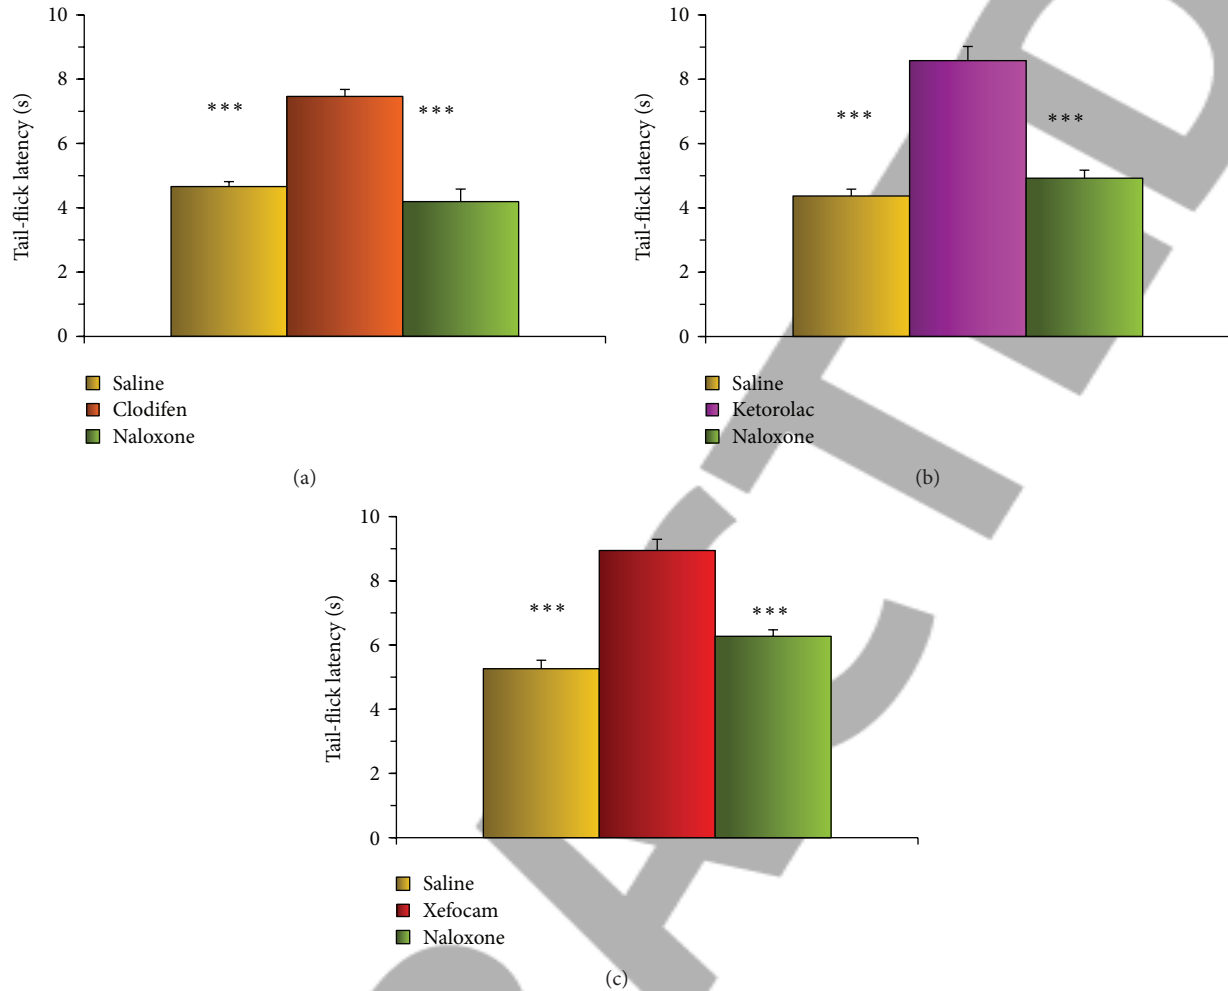 10
8
6
4
2
0
Tail-flick latency (s)
***
***
Saline
Clodifen
Naloxone
(a)
10
8
6
4
2
0
Tail-flick latency (s)
***
***
Saline
Ketorolac
Naloxone
(b)
10
8
6
4
2
0
Tail-flick latency (s)
***
***
Saline
Xefocam
Naloxone
(c)